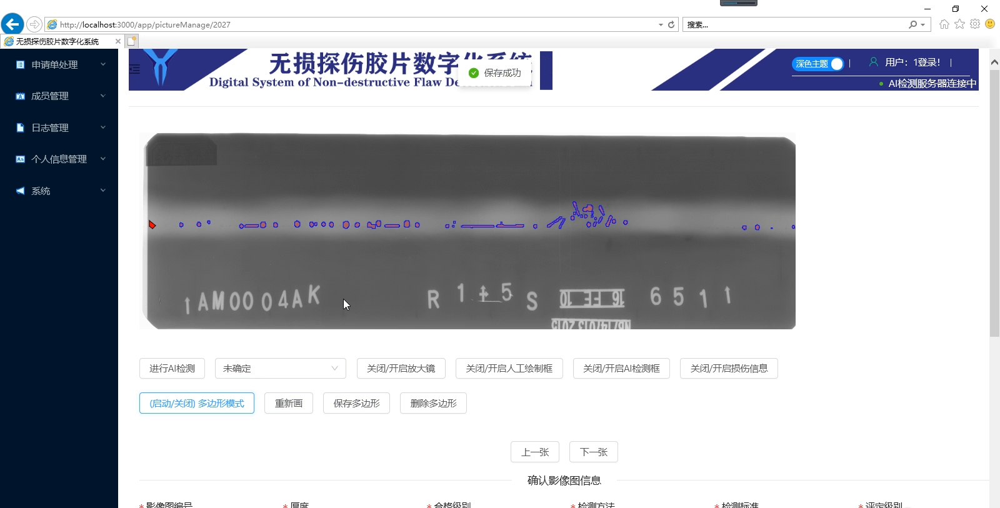 http://localhost:3000/app/pictureManage/2027
搜索...
无损探伤胶片数字化系统
申请单处理
成员管理
日志管理
个人信息管理
系统
无损探伤胶片数字化系统
Digital System of Non-destructive Flaw
保存成功
深色主题
用户：1登录！
AI检测服务器连接中
↑AM0004AK R 1 5 S 16 FE 10 6511↑
进行AI检测 未确定 关闭/开启放大镜 关闭/开启人工绘制框 关闭/开启AI检测框 关闭/开启损伤信息
(启动/关闭) 多边形模式 重新画 保存多边形 删除多边形
上一张 下一张
确认影像图信息
* 影像图编号 * 厚度 * 合格级别 * 检测方法 * 检测标准 * 评定级别